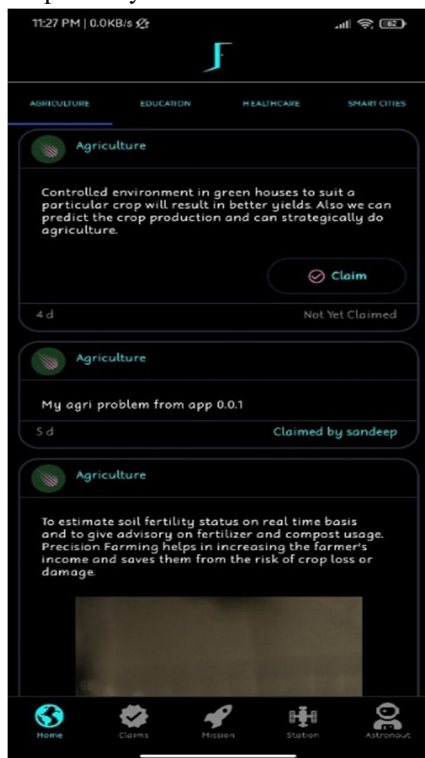 11:27 PM | 0.0KB/s
62
AGRICULTURE EDUCATION HEALTHCARE SMART CITIES
Agriculture
Controlled environment in green houses to suit a
particular crop will result in better yields. Also we can
predict the crop production and can strategically do
agriculture.
Claim
4 d Not Yet Claimed
Agriculture
My agri problem from app 0.0.1
5 d Claimed by sandeep
Agriculture
To estimate soil fertility status on real time basis
and to give advisory on fertilizer and compost usage.
Precision Farming helps in increasing the farmer's
income and saves them from the risk of crop loss or
damage.
Home Claims Mission Station Astronaut